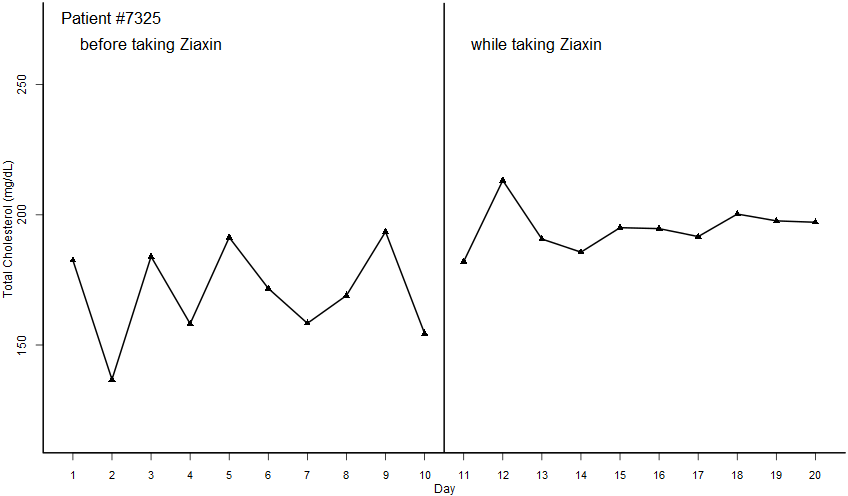 Patient #7325
before taking Ziaxin
while taking Ziaxin
Total Cholesterol (mg/dL)
250
200
150
1 2 3 4 5 6 7 8 9 10 11 12 13 14 15 16 17 18 19 20
Day